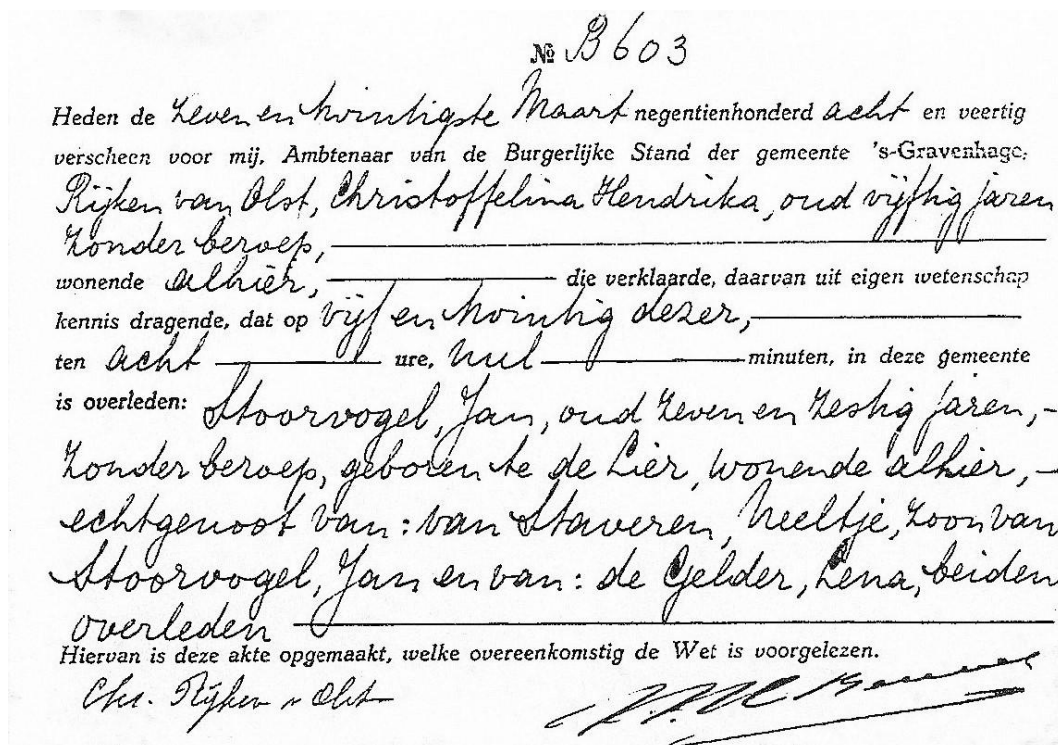 № B 603
Heden de zeven en twintigste Maart negentienhonderd acht en veertig
verscheen voor mij, Ambtenaar van de Burgerlijke Stand der gemeente 's-Gravenhage:
Rijken van Olst, Christoffelina Hendrika, oud vijftig jaren
zonder beroep,
wonende alhier, die verklaarde, daarvan uit eigen wetenschap
kennis dragende, dat op vijf en twintig dezer,
ten acht ure, nul minuten, in deze gemeente
is overleden: Stoorvogel, Jan, oud zeven en zestig jaren,
zonder beroep, geboren te de Lier, wonende alhier,
echtgenoot van: van Staveren, Neeltje, zoon van
Stoorvogel, Jan en van: de Gelder, Lena, beiden
overleden
Hiervan is deze akte opgemaakt, welke overeenkomstig de Wet is voorgelezen.
Chr. Rijken v Olst